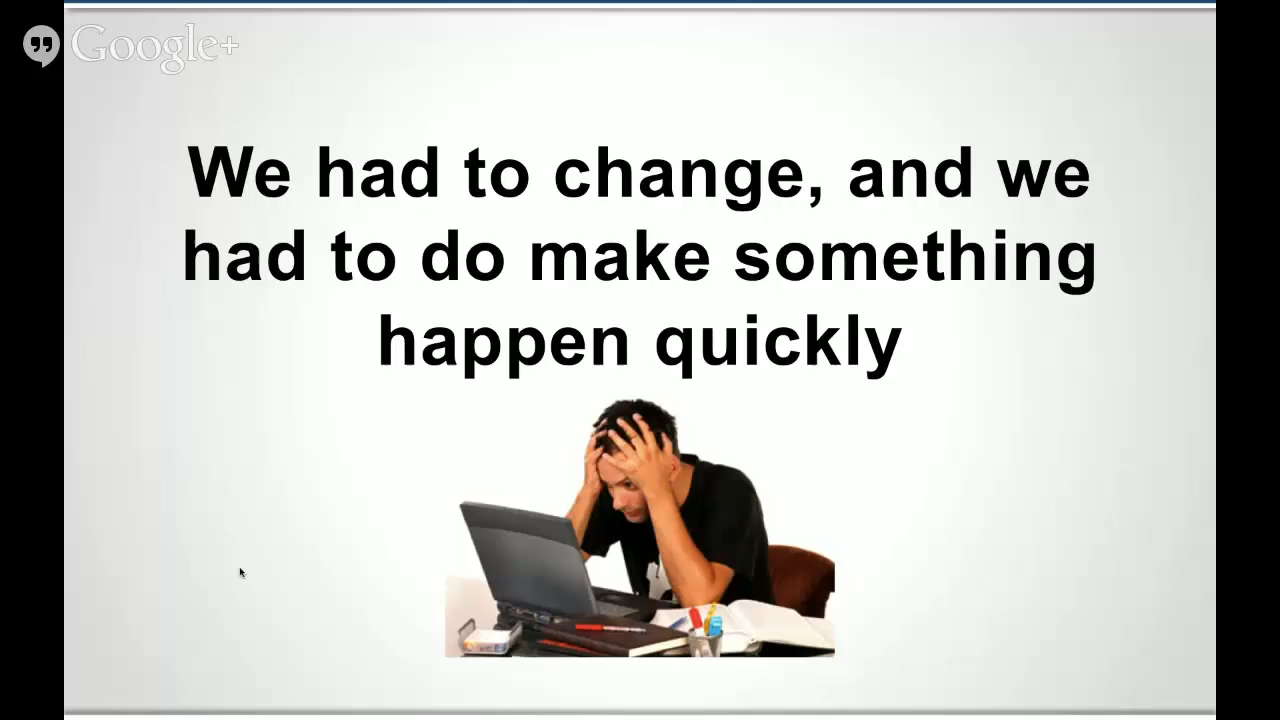 Google+
We had to change, and we
had to do make something
happen quickly